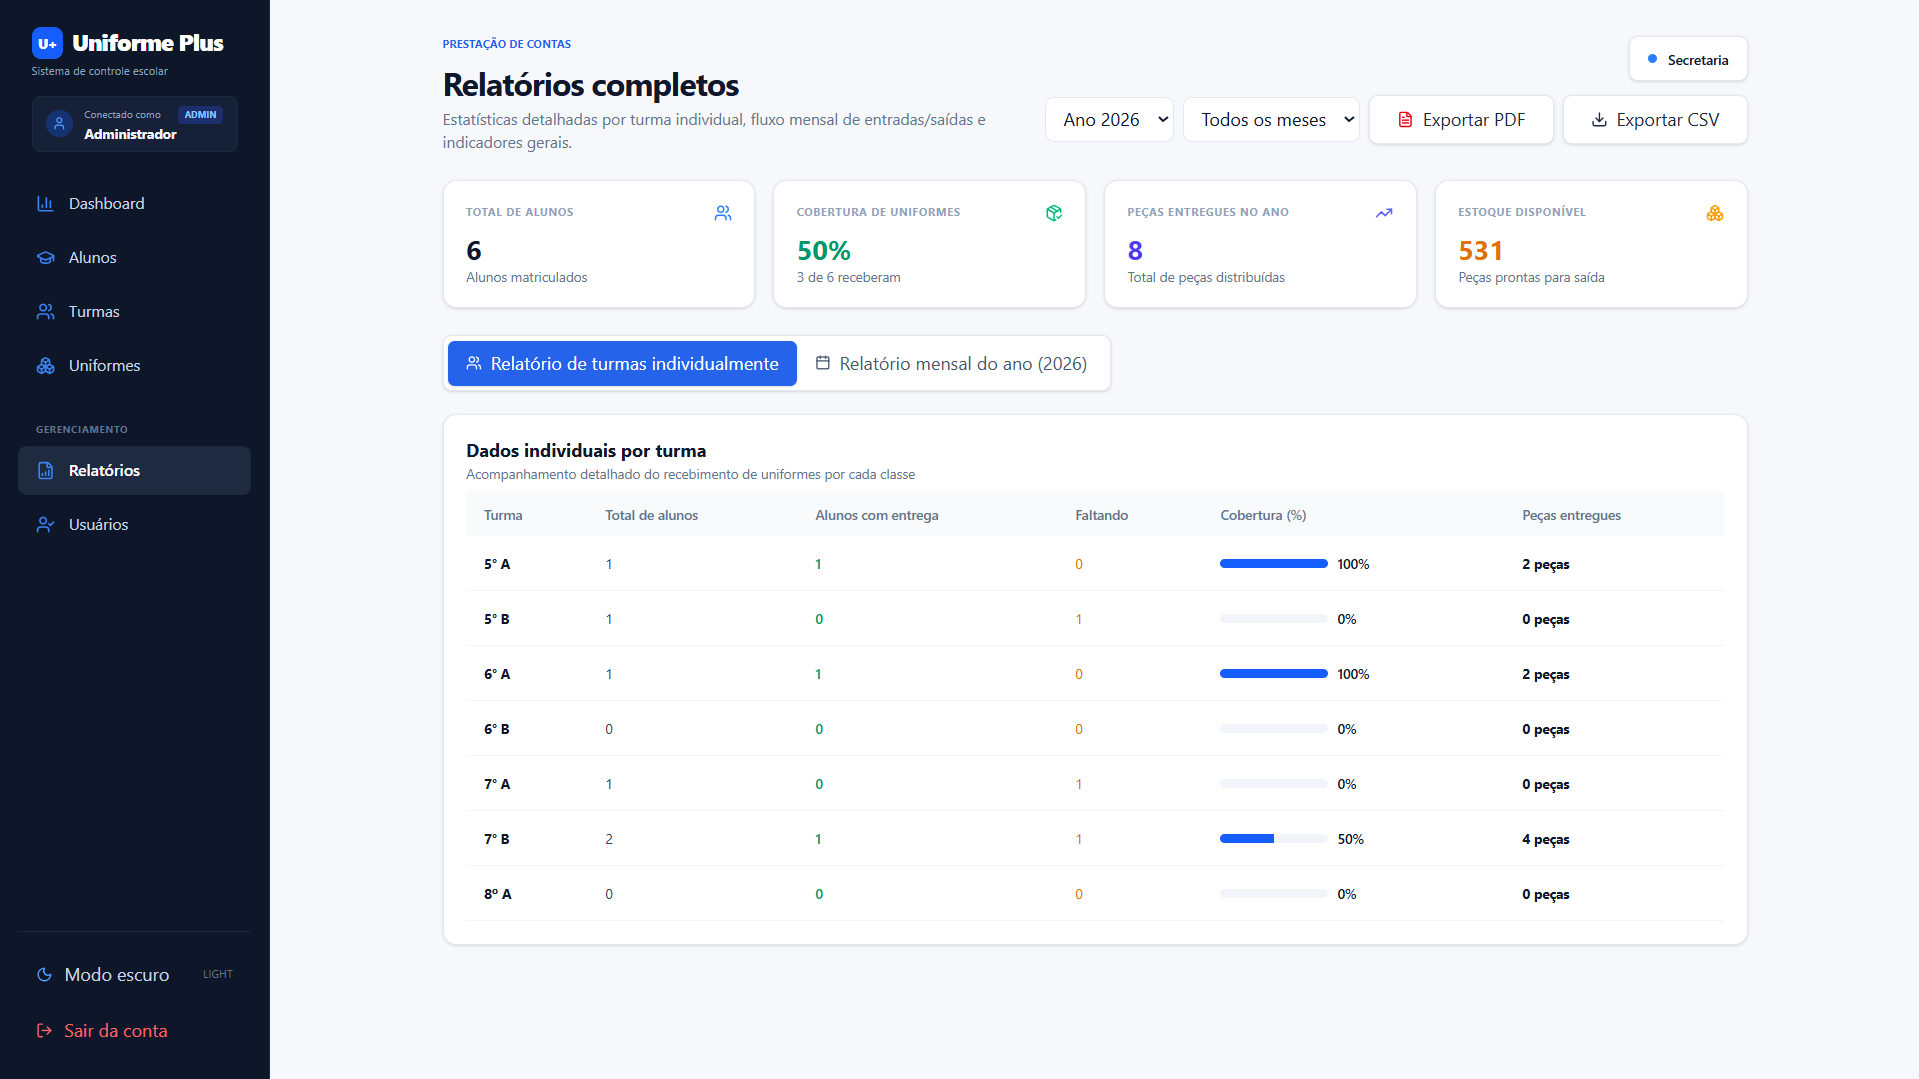 U+ Uniforme Plus
Sistema de controle escolar
Conectado como ADMIN
Administrador
Dashboard
Alunos
Turmas
Uniformes
GERENCIAMENTO
Relatórios
Usuários
Modo escuro LIGHT
Sair da conta
PRESTAÇÃO DE CONTAS
Relatórios completos
Estatísticas detalhadas por turma individual, fluxo mensal de entradas/saídas e
indicadores gerais.
Secretaria
Ano 2026 Todos os meses Exportar PDF Exportar CSV
TOTAL DE ALUNOS
6
Alunos matriculados
COBERTURA DE UNIFORMES
50%
3 de 6 receberam
PEÇAS ENTREGUES NO ANO
8
Total de peças distribuídas
ESTOQUE DISPONÍVEL
531
Peças prontas para saída
Relatório de turmas individualmente Relatório mensal do ano (2026)
Dados individuais por turma
Acompanhamento detalhado do recebimento de uniformes por cada classe
Turma Total de alunos Alunos com entrega Faltando Cobertura (%) Peças entregues
5° A 1 1 0 100% 2 peças
5° B 1 0 1 0% 0 peças
6° A 1 1 0 100% 2 peças
6° B 0 0 0 0% 0 peças
7° A 1 0 1 0% 0 peças
7° B 2 1 1 50% 4 peças
8º A 0 0 0 0% 0 peças